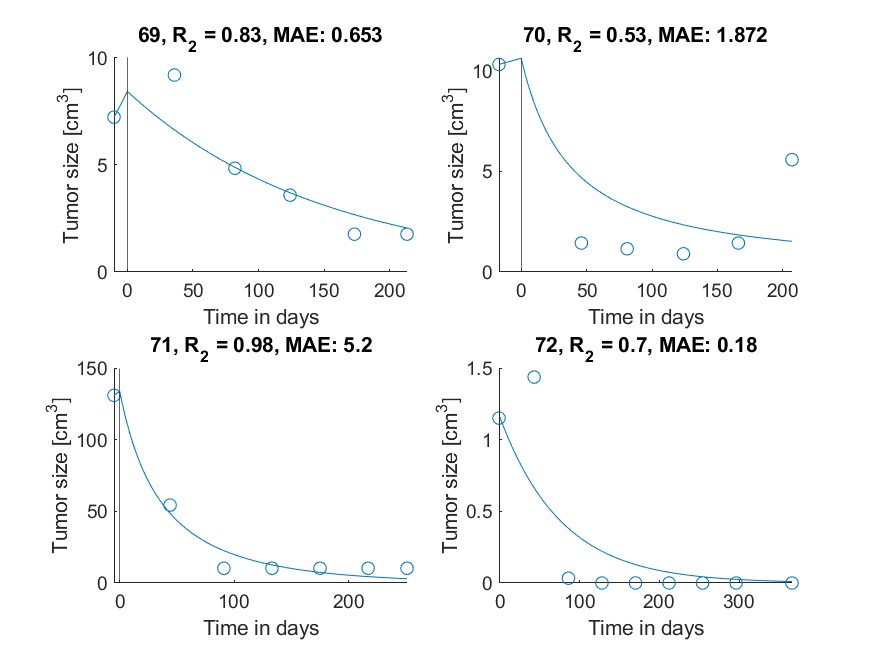 69, R2 = 0.83, MAE: 0.653
Tumor size [cm3]
10
5
0
0 50 100 150 200
Time in days
70, R2 = 0.53, MAE: 1.872
Tumor size [cm3]
10
5
0
0 50 100 150 200
Time in days
71, R2 = 0.98, MAE: 5.2
Tumor size [cm3]
150
100
50
0
0 100 200
Time in days
72, R2 = 0.7, MAE: 0.18
Tumor size [cm3]
1.5
1
0.5
0
0 100 200 300
Time in days